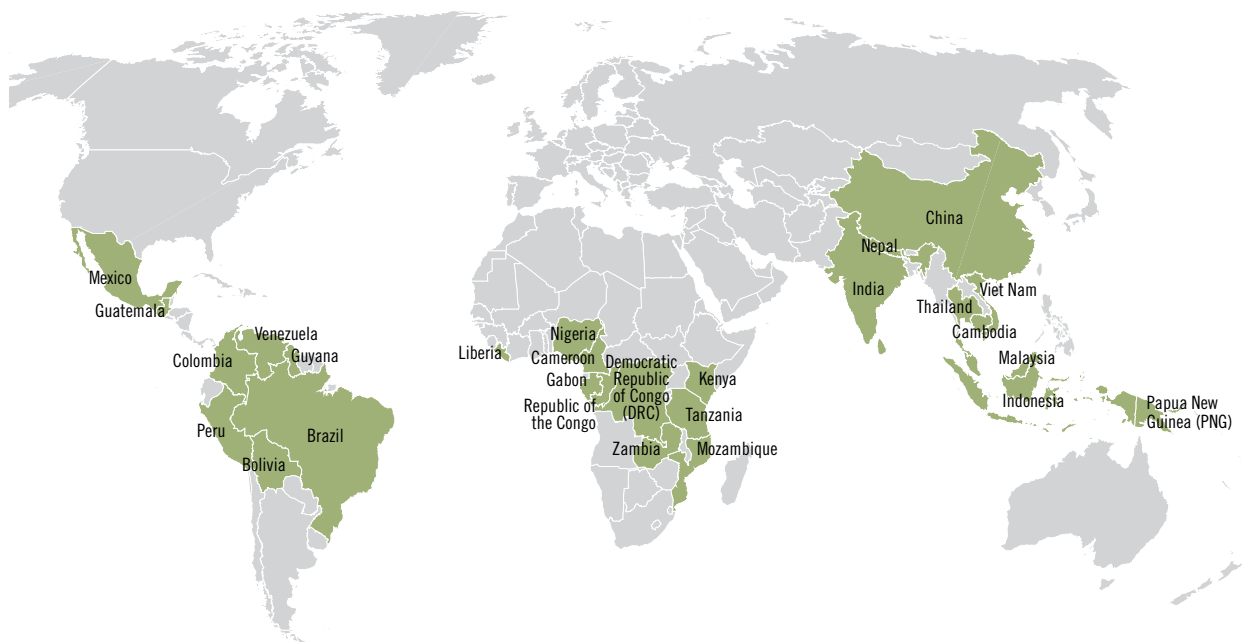 Mexico
Guatemala
Venezuela
Guyana
Colombia
Peru
Brazil
Bolivia
Liberia
Nigeria
Cameroon
Gabon
Republic of
the Congo
Democratic
Republic
of Congo
(DRC)
Kenya
Tanzania
Zambia
Mozambique
China
Nepal
India
Viet Nam
Thailand
Cambodia
Malaysia
Indonesia
Papua New
Guinea (PNG)